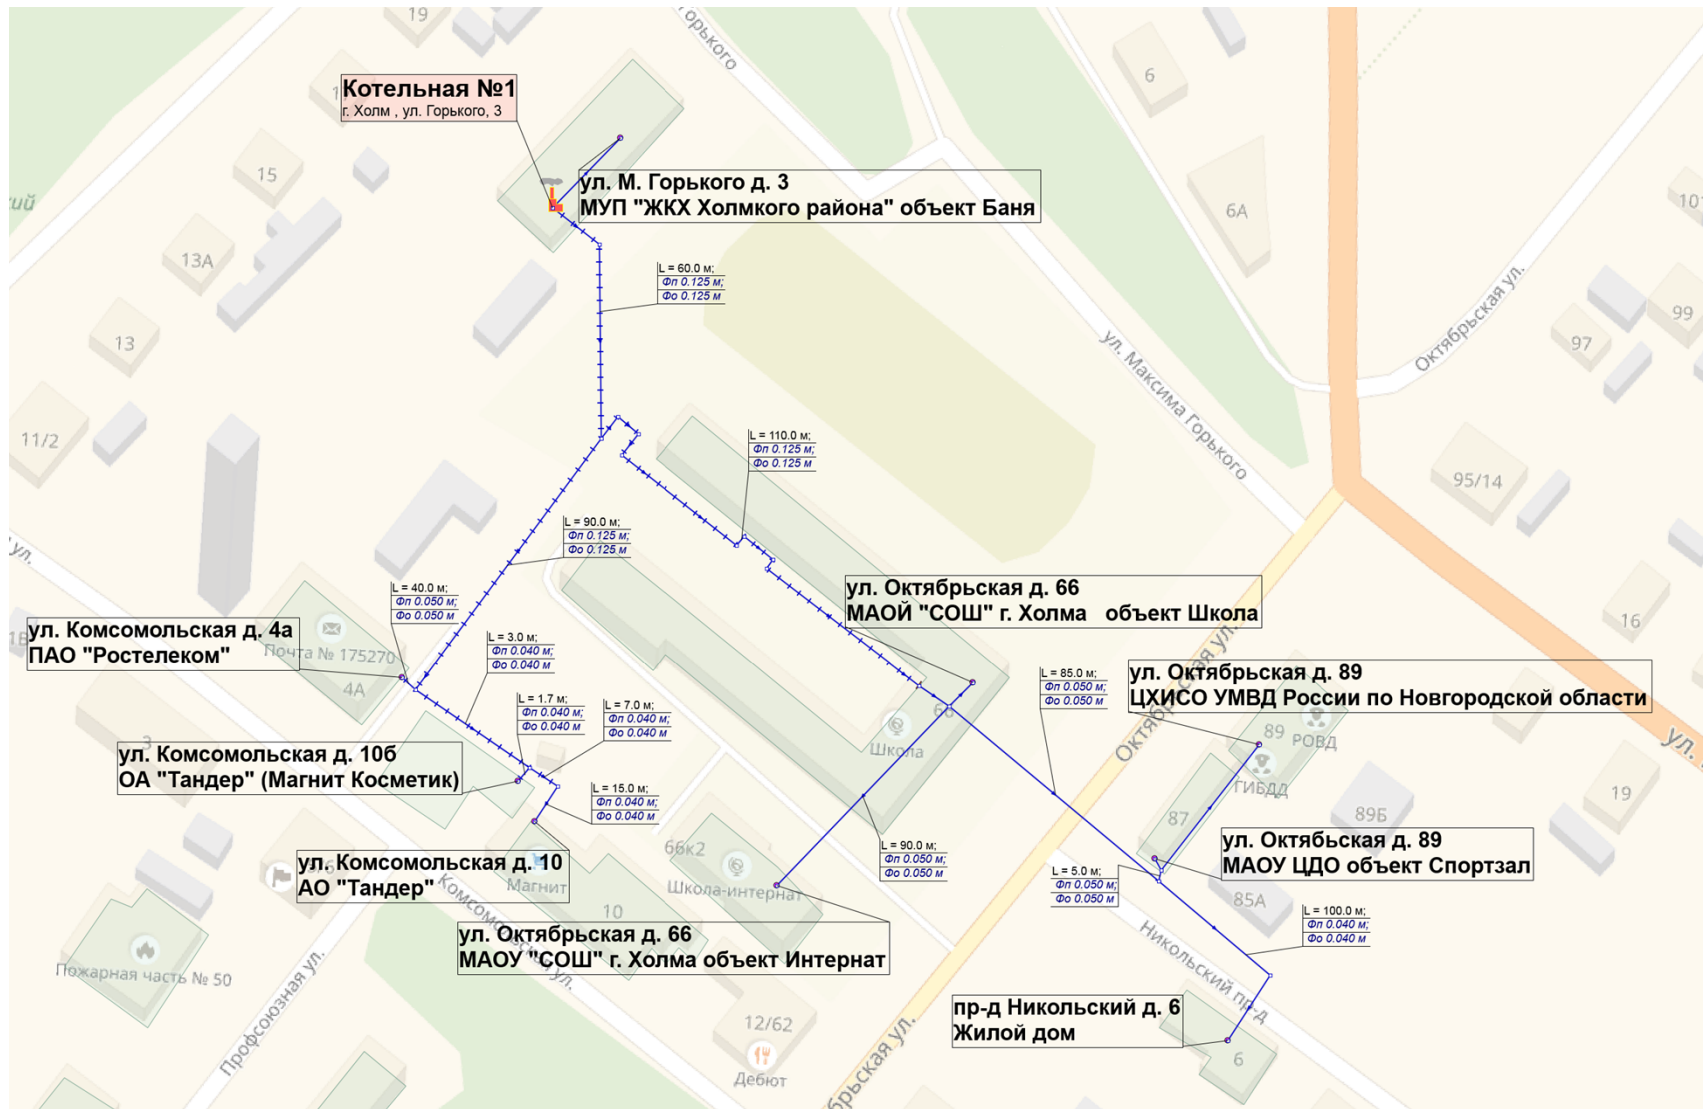 19
Горького
Котельная №1
г. Холм , ул. Горького, 3
6
15
ул. М. Горького д. 3
МУП "ЖКХ Холмкого района" объект Баня
6А
13А
L = 60.0 м;
Фп 0.125 м;
Фо 0.125 м
Октябрьская ул.
99
97
13
ул. Максима Горького
11/2
L = 110.0 м;
Фп 0.125 м;
Фо 0.125 м
95/14
L = 90.0 м;
Фп 0.125 м;
Фо 0.125 м
L = 40.0 м;
Фп 0.050 м;
Фо 0.050 м
ул. Октябрьская д. 66
МАОЙ "СОШ" г. Холма объект Школа
16
ул. Комсомольская д. 4а
ПАО "Ростелеком"
Почта № 175270
4А
L = 3.0 м;
Фп 0.040 м;
Фо 0.040 м
L = 85.0 м;
Фп 0.050 м;
Фо 0.050 м
ул. Октябрьская д. 89
ЦХИСО УМВД России по Новгородской области
Октябрьская ул.
L = 1.7 м;
Фп 0.040 м;
Фо 0.040 м
L = 7.0 м;
Фп 0.040 м;
Фо 0.040 м
66
Школа
89
РОВД
ГИБДД
ул.
3
ул. Комсомольская д. 10б
ОА "Тандер" (Магнит Косметик)
L = 15.0 м;
Фп 0.040 м;
Фо 0.040 м
87
89Б
19
ул. Комсомольская д. 10
АО "Тандер"
Магнит
66к2
Школа-интернат
L = 90.0 м;
Фп 0.050 м;
Фо 0.050 м
ул. Октябьская д. 89
МАОУ ЦДО объект Спортзал
L = 5.0 м;
Фп 0.050 м;
Фо 0.050 м
85А
10
L = 100.0 м;
Фп 0.040 м;
Фо 0.040 м
Комсомольская ул.
ул. Октябрьская д. 66
МАОУ "СОШ" г. Холма объект Интернат
Никольский пр-д
Пожарная часть № 50
Профсоюзная ул.
пр-д Никольский д. 6
Жилой дом
12/62
Дебют
6